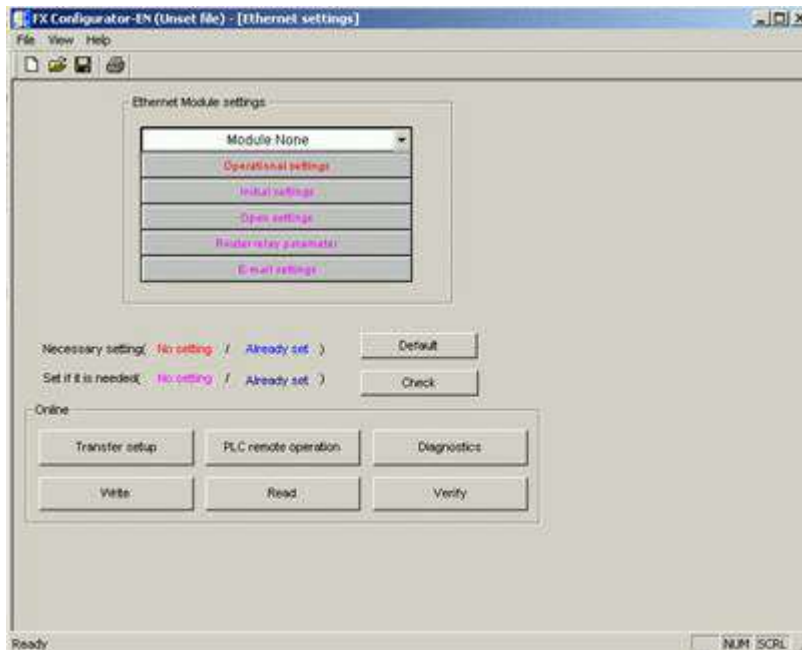 FX Configurator-EN (Unset file) - [Ethernet settings]
File View Help
Ethernet Module settings
Module None
Operational settings
Initial settings
Open settings
Router relay parameter
E-mail settings
Necessary setting( No setting / Already set )
Default
Set if it is needed( No setting / Already set )
Check
Online
Transfer setup PLC remote operation Diagnostics
Write Read Verify
Ready NUM SCRL